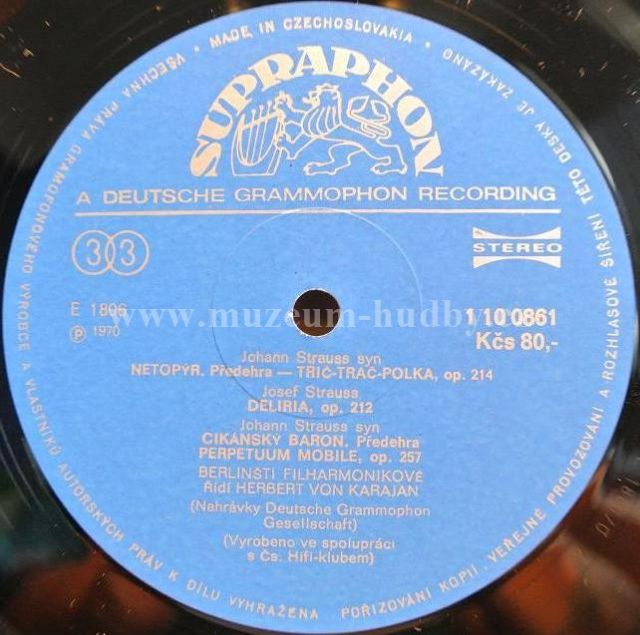 MADE IN CZECHOSLOVAKIA • VŠECHNA PRÁVA GRAMOFONOVÉHO VÝROBCE A VLASTNÍKŮ AUTORSKÝCH PRÁV K DÍLU VYHRAŽENA POŘIZOVÁNÍ KOPIÍ, VEŘEJNÉ PROVOZOVÁNÍ A ROZHLASOVÉ ŠÍŘENÍ TÉTO DESKY JE ZAKÁZÁNO •
SUPRAPHON
A DEUTSCHE GRAMMOPHON RECORDING
33
STEREO
E 1806
1 10 0861
Ⓟ 1970
Kčs 80,-
Johann Strauss syn
NETOPÝR. Předehra — TRIČ-TRAČ-POLKA, op. 214
Josef Strauss
DELIRIA, op. 212
Johann Strauss syn
CIKÁNSKÝ BARON. Předehra
PERPETUUM MOBILE, op. 257
BERLÍNŠTÍ FILHARMONIKOVÉ
Řídí HERBERT VON KARAJAN
(Nahrávky Deutsche Grammophon
Gesellschaft)
(Vyrobeno ve spolupráci
s Čs. Hifi-klubem)